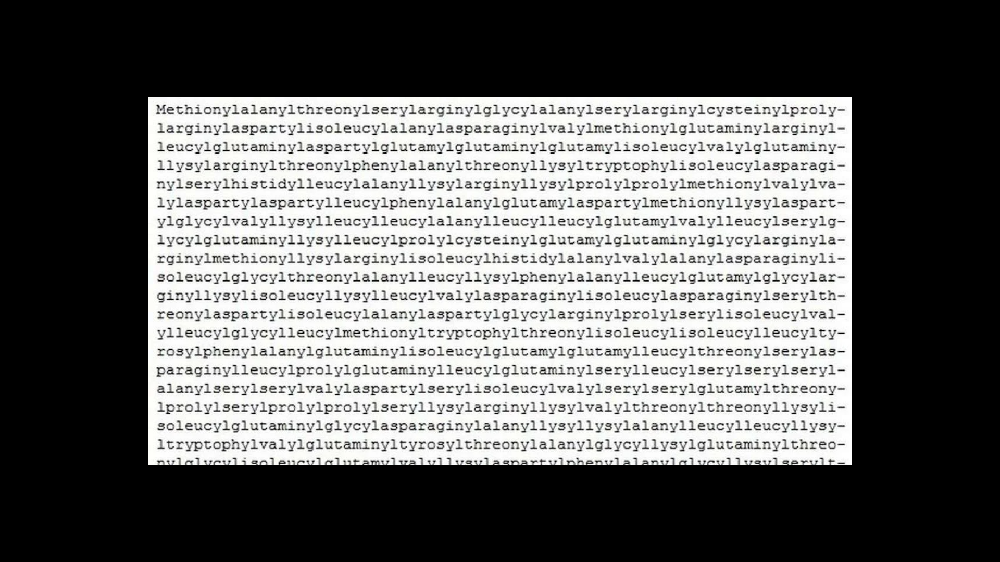 Methionylalanylthreonylserylarginylglycylalanylserylarginylcysteinylproly-
larginylaspartylisoleucylalanylasparaginylvalylmethionylglutaminylarginyl-
leucylglutaminylaspartylglutamylglutaminylglutamylisoleucylvalylglutaminy-
llysylarginylthreonylphenylalanylthreonyllysyltryptophylisoleucylasparagi-
nylserylhistidylleucylalanyllysylarginyllysylprolylprolylmethionylvalylva-
lylaspartylaspartylleucylphenylalanylglutamylaspartylmethionyllysylaspart-
ylglycylvalyllysylleucylleucylalanylleucylleucylglutamylvalylleucylserylg-
lycylglutaminyllysylleucylprolylcysteinylglutamylglutaminylglycylarginyla-
rginylmethionyllysylarginylisoleucylhistidylalanylvalylalanylasparaginyli-
soleucylglycylthreonylalanylleucyllysylphenylalanylleucylglutamylglycylar-
ginyllysylisoleucyllysylleucylvalylasparaginylisoleucylasparaginylserylth-
reonylaspartylisoleucylalanylaspartylglycylarginylprolylserylisoleucylval-
ylleucylglycylleucylmethionyltryptophylthreonylisoleucylisoleucylleucylty-
rosylphenylalanylglutaminylisoleucylglutamylglutamylleucylthreonylserylas-
paraginylleucylprolylglutaminylleucylglutaminylserylleucylserylserylseryl-
alanylserylserylvalylaspartylserylisoleucylvalylserylserylglutamylthreony-
lprolylserylprolylprolylseryllysylarginyllysylvalylthreonylthreonyllysyli-
soleucylglutaminylglycylasparaginylalanyllysyllysylalanylleucylleucyllysy-
ltryptophylvalylglutaminyltyrosylthreonylalanylglycyllysylglutaminylthreo-
nylglycylisoleucylglutamylvalyllysylaspartylphenylalanylglycyllysylserylt-